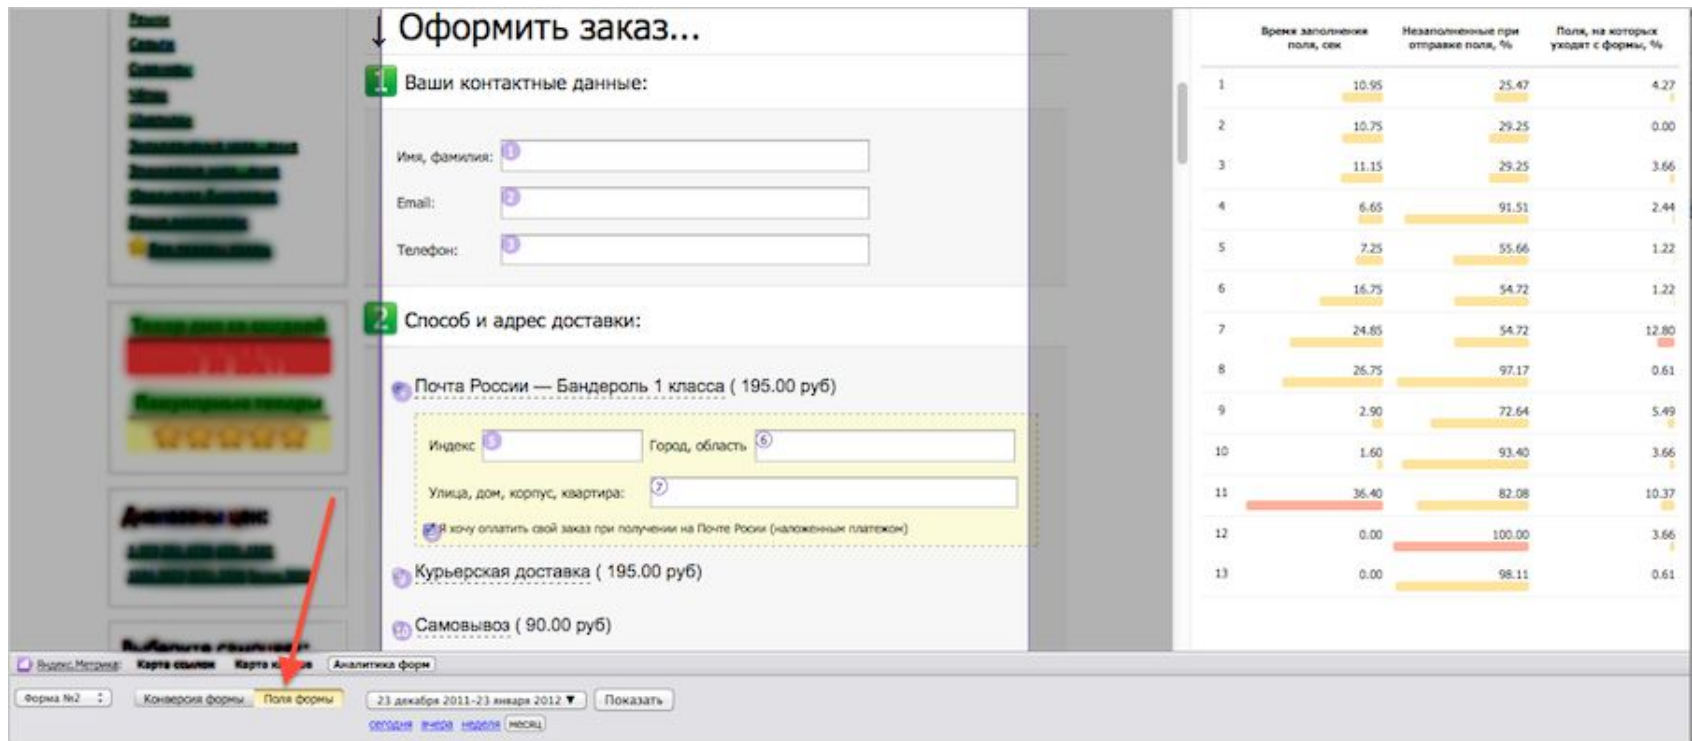 Оформить заказ...
1 Ваши контактные данные:
Имя, фамилия: 1
Email: 2
Телефон: 3
2 Способ и адрес доставки:
Почта России — Бандероль 1 класса ( 195.00 руб)
Индекс 5 Город, область 6
Улица, дом, корпус, квартира: 7
Я хочу оплатить свой заказ при получении на Почте Росии (наложенным платежом)
Курьерская доставка ( 195.00 руб)
10 Самовывоз ( 90.00 руб)
Время заполнения поля, сек Незаполненные при отправке поля, % Поля, на которых уходят с формы, %
1 10.95 25.47 4.27
2 10.75 29.25 0.00
3 11.15 29.25 3.66
4 6.65 91.51 2.44
5 7.25 55.66 1.22
6 16.75 54.72 1.22
7 24.85 54.72 12.80
8 26.75 97.17 0.61
9 2.90 72.64 5.49
10 1.60 93.40 3.66
11 36.40 82.08 10.37
12 0.00 100.00 3.66
13 0.00 98.11 0.61
Яндекс.Метрика: Карта ссылок Карта Аналитика форм
Форма №2 Конверсия формы Поля формы 23 декабря 2011-23 января 2012 ▼ Показать
сегодня вчера неделя месяц